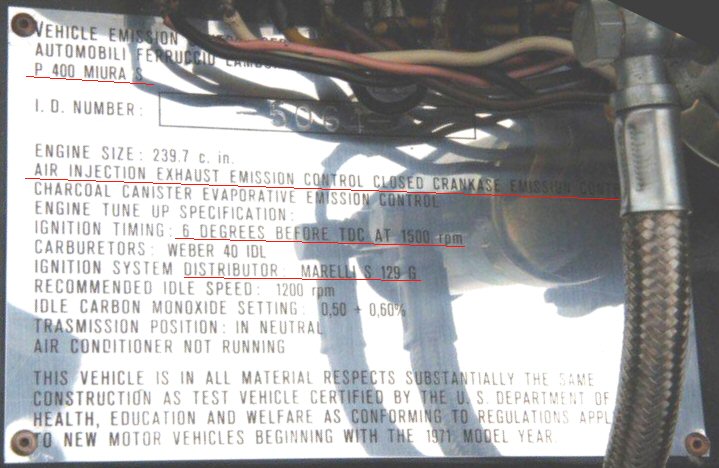 VEHICLE EMISSION
AUTOMOBILI FERRUCCIO
P 400 MIURA S
I.D. NUMBER:
ENGINE SIZE: 239.7 c. in.
AIR INJECTION EXHAUST EMISSION CONTROL CLOSED CRANKASE EMISSION CONT
CHARCOAL CANISTER EVAPORATIVE EMISSION CONTROL
ENGINE TUNE UP SPECIFICATION:
IGNITION TIMING: 6 DEGREES BEFORE TDC AT 1500 rpm
CARBURETORS: WEBER 40 IDL
IGNITION SYSTEM DISTRIBUTOR: MARELLI S 129 G
RECOMMENDED IDLE SPEED: 1200 rpm
IDLE CARBON MONOXIDE SETTING: 0,50 + 0,60%
TRASMISSION POSITION: IN NEUTRAL
AIR CONDITIONER NOT RUNNING
THIS VEHICLE IS IN ALL MATERIAL RESPECTS SUBSTANTIALLY THE SAME
CONSTRUCTION AS TEST VEHICLE CERTIFIED BY THE U.S. DEPARTMENT OF
HEALTH, EDUCATION AND WELFARE AS CONFORMING TO REGULATIONS APPL
TO NEW MOTOR VEHICLES BEGINNING WITH THE 1971 MODEL YEAR